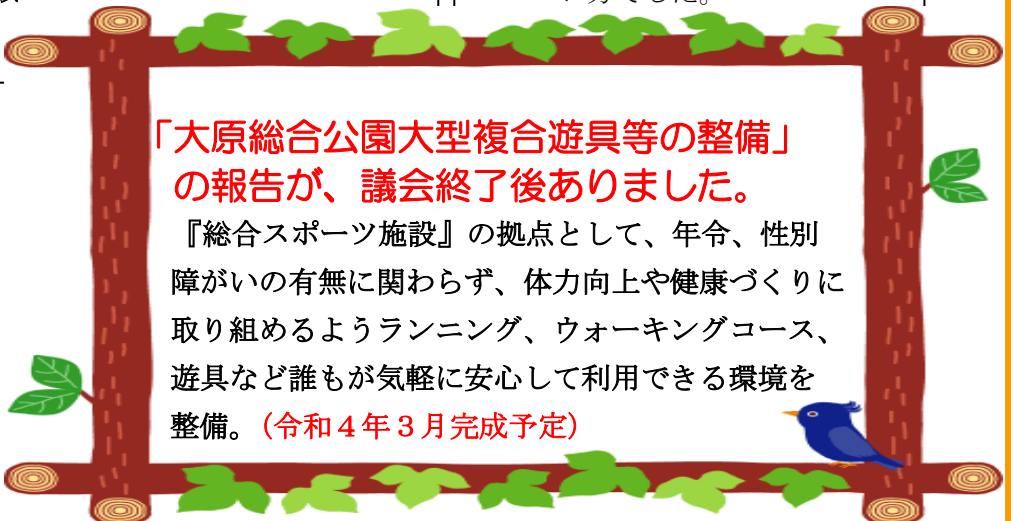 「大原総合公園大型複合遊具等の整備」
の報告が、議会終了後ありました。
『総合スポーツ施設』の拠点として、年令、性別
障がいの有無に関わらず、体力向上や健康づくりに
取り組めるようランニング、ウォーキングコース、
遊具など誰もが気軽に安心して利用できる環境を
整備。（令和４年３月完成予定）